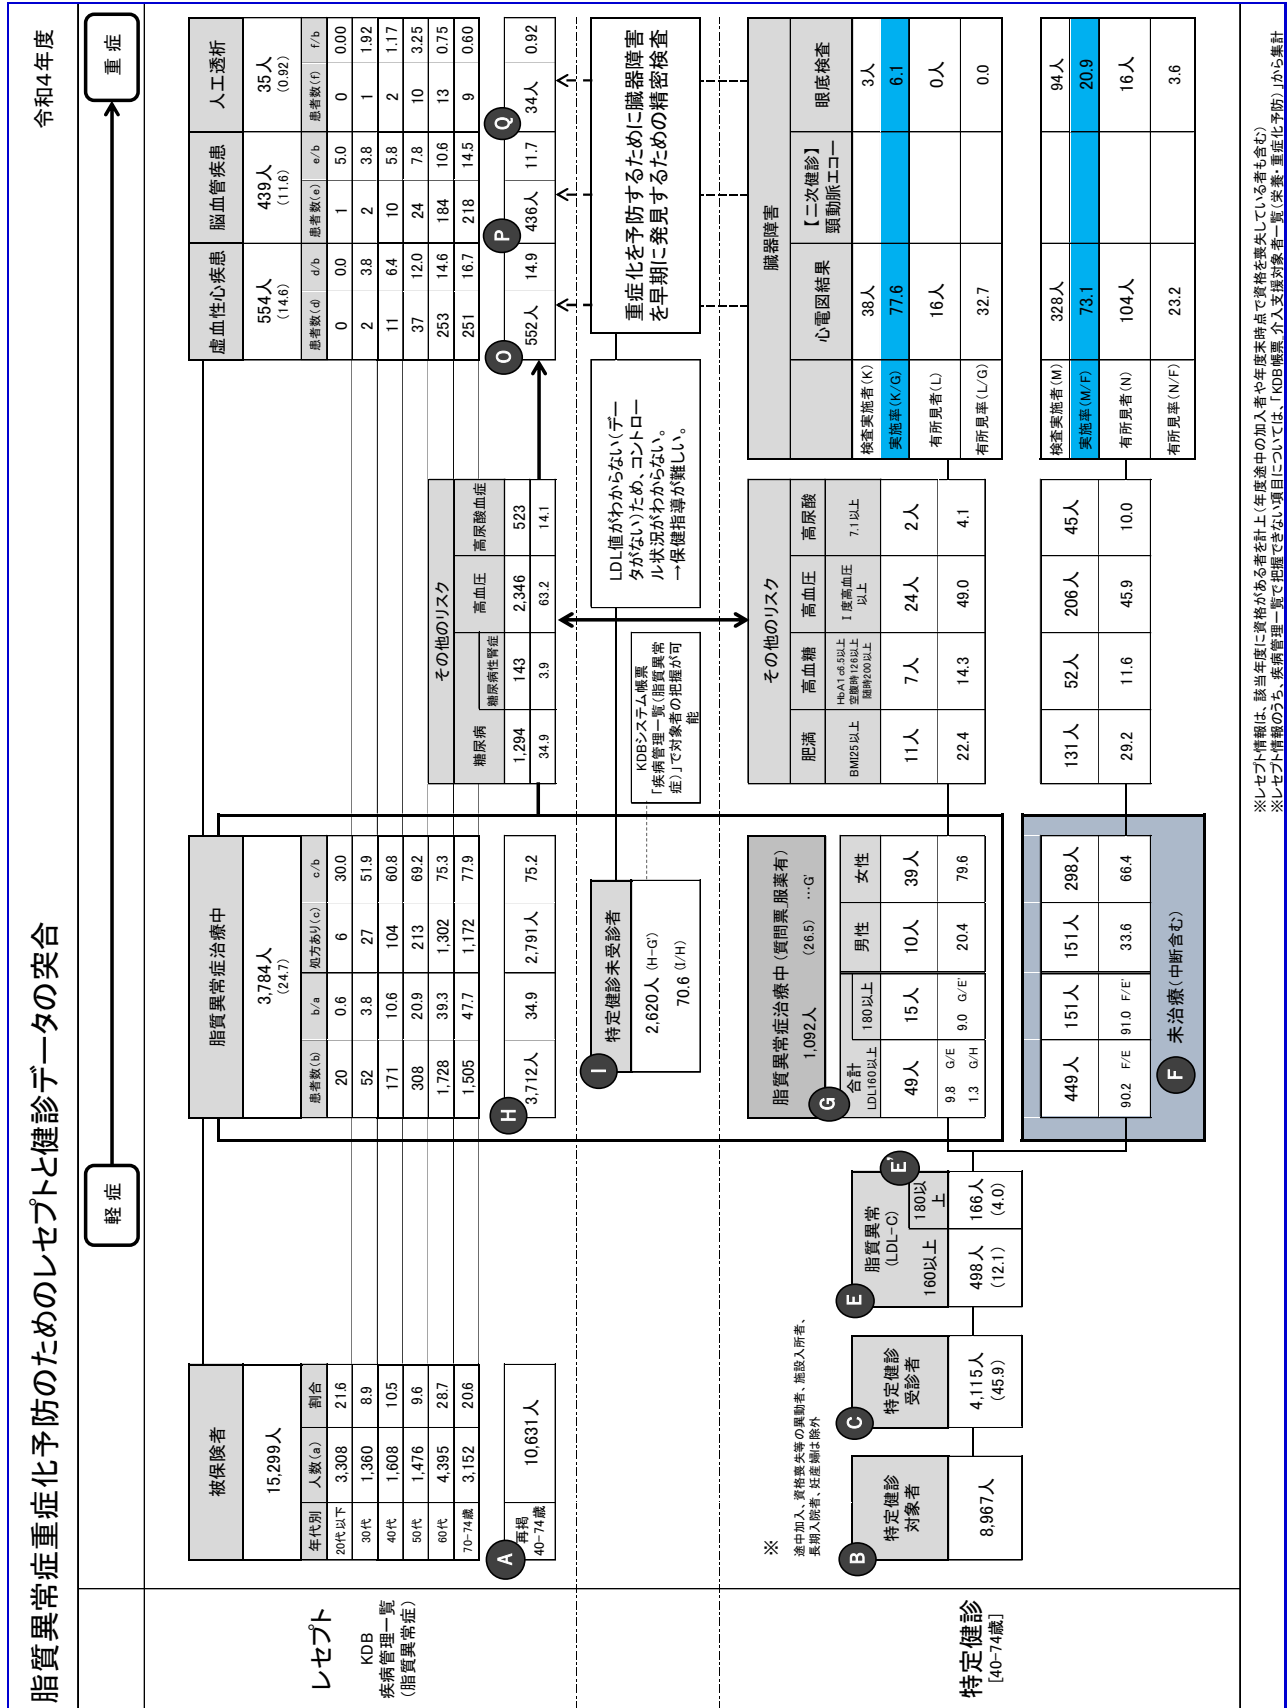 脂質異常症重症化予防のためのレセプトと健診データの突合
令和4年度
軽症
重症
レセプト
KDB
疾病管理一覧
（脂質異常症）
被保険者
15,299人
年代別 人数(a) 割合
20代以下 3,308 21.6
30代 1,360 8.9
40代 1,608 10.5
50代 1,476 9.6
60代 4,395 28.7
70-74歳 3,152 20.6
A
再掲
40-74歳
10,631人
脂質異常症治療中
3,784人
(24.7)
患者数(b) b/a 処方あり(c) c/b
20 0.6 6 30.0
52 3.8 27 51.9
171 10.6 104 60.8
308 20.9 213 69.2
1,728 39.3 1,302 75.3
1,505 47.7 1,172 77.9
H
3,712人 34.9 2,791人 75.2
その他のリスク
糖尿病 糖尿病性腎症 高血圧 高尿酸血症
1,294 143 2,346 523
34.9 3.9 63.2 14.1
虚血性心疾患 脳血管疾患 人工透析
554人 439人 35人
(14.6) (11.6) (0.92)
患者数(d) d/b 患者数(e) e/b 患者数(f) f/b
0 0.0 1 5.0 0 0.00
2 3.8 2 3.8 1 1.92
11 6.4 10 5.8 2 1.17
37 12.0 24 7.8 10 3.25
253 14.6 184 10.6 13 0.75
251 16.7 218 14.5 9 0.60
O P Q
552人 14.9 436人 11.7 34人 0.92
I
特定健診未受診者
2,620人 (H-G')
70.6 (I/H)
KDBシステム帳票
「疾病管理一覧（脂質異常
症）」で対象者の把握が可
能
LDL値がわからない（デー
タがない）ため、コントロー
ル状況がわからない。
→保健指導が難しい。
重症化を予防するために臓器障害
を早期に発見するための精密検査
特定健診
[40-74歳]
※
途中加入、資格喪失等の異動者、施設入所者、
長期入院者、妊産婦は除外
B
特定健診
対象者
8,967人
C
特定健診
受診者
4,115人
(45.9)
E
脂質異常
(LDL-C)
E'
160以上
180以
上
498人 166人
(12.1) (4.0)
脂質異常症治療中（質問票_服薬有）
1,092人 (26.5) …G'
G
合計
LDL160以上
180以上 男性 女性
49人 15人 10人 39人
9.8 G/E
1.3 G/H
9.0 G/E' 20.4 79.6
449人 151人 151人 298人
90.2 F/E 91.0 F/E' 33.6 66.4
F
未治療（中断含む）
その他のリスク
肥満 高血糖 高血圧 高尿酸
BMI25以上
HbA1c6.5以上
空腹時126以上
随時200以上
Ⅰ度高血圧
以上
7.1以上
11人 7人 24人 2人
22.4 14.3 49.0 4.1
131人 52人 206人 45人
29.2 11.6 45.9 10.0
臓器障害
心電図結果
【二次健診】
頸動脈エコー
眼底検査
検査実施者(K) 38人 3人
実施率(K/G) 77.6 6.1
有所見者(L) 16人 0人
有所見率(L/G) 32.7 0.0
検査実施者(M) 328人 94人
実施率(M/F) 73.1 20.9
有所見者(N) 104人 16人
有所見率(N/F) 23.2 3.6
※レセプト情報は、該当年度に資格がある者を計上（年度途中の加入者や年度末時点で資格を喪失している者も含む）
※レセプト情報のうち、疾病管理一覧で把握できない項目については、「KDB帳票_介入支援対象者一覧（栄養・重症化予防）」から集計